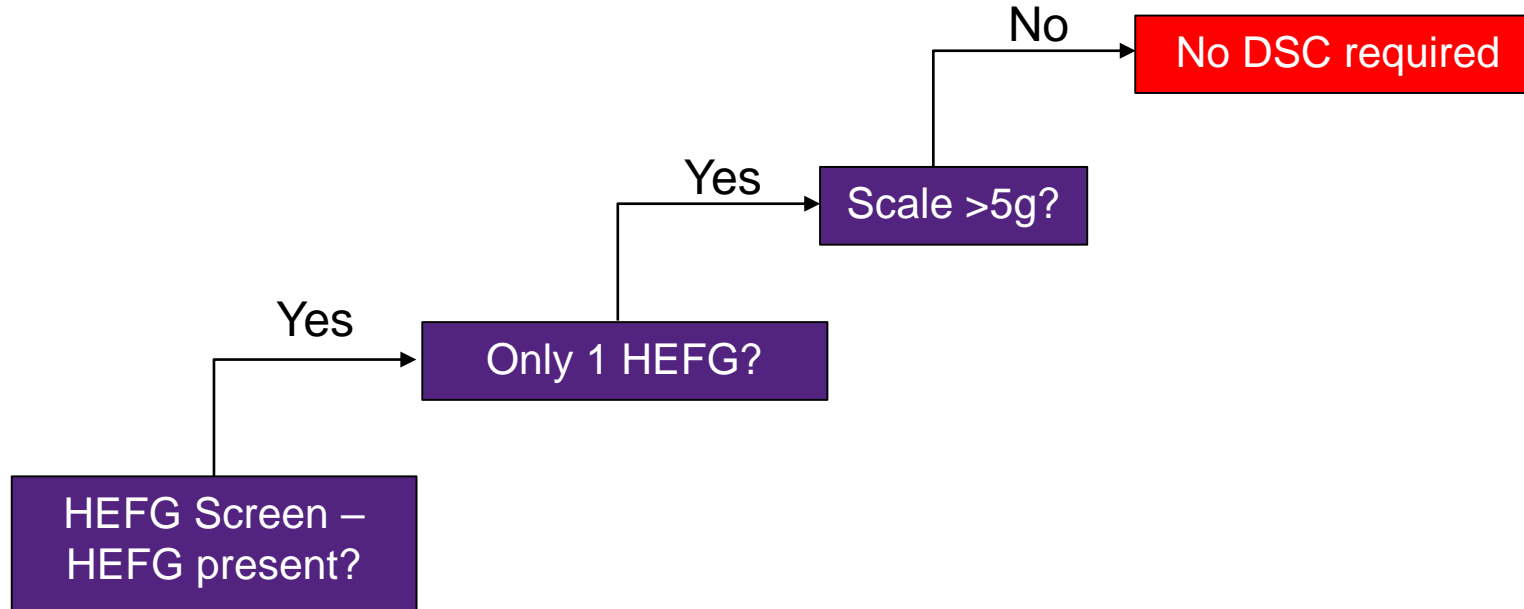 No
No DSC required
Yes
Scale >5g?
Yes
Only 1 HEFG?
HEFG Screen –
HEFG present?